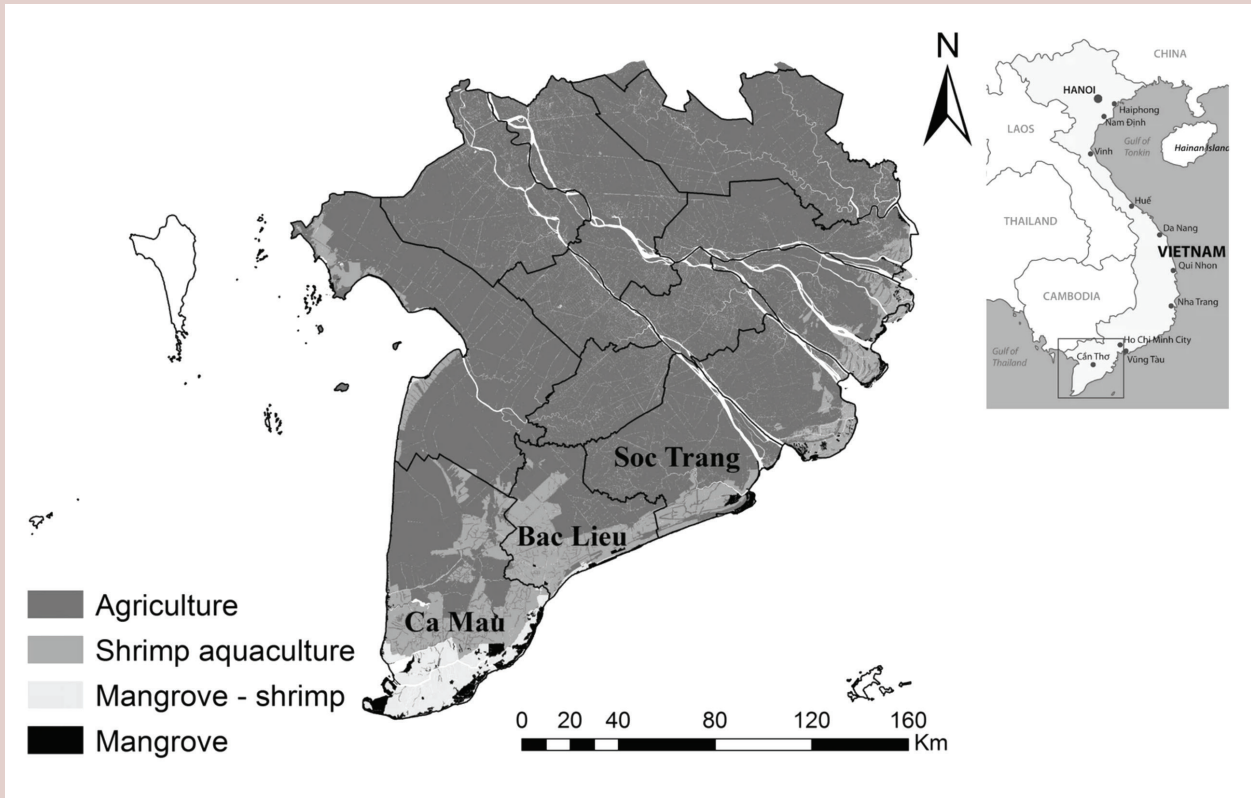 N
CHINA
HANOI
Haiphong
Nam Định
LAOS
Gulf of
Tonkin
Hainan Island
Vinh
Huế
THAILAND
Da Nang
VIETNAM
Qui Nhon
CAMBODIA
Nha Trang
Ho Chi Minh City
Gulf of
Thailand
Cần Thơ
Vũng Tàu
Soc Trang
Bac Lieu
Ca Mau
Agriculture
Shrimp aquaculture
Mangrove - shrimp
Mangrove
0 20 40 80 120 160
Km